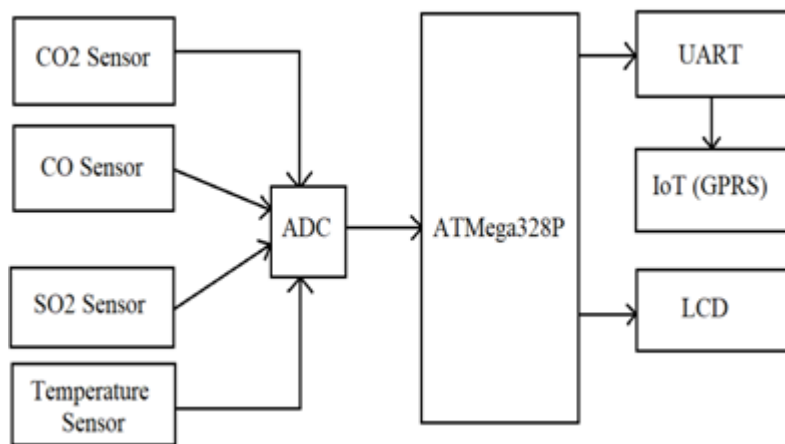 CO2 Sensor
CO Sensor
SO2 Sensor
Temperature
Sensor
ADC
ATMega328P
UART
IoT (GPRS)
LCD